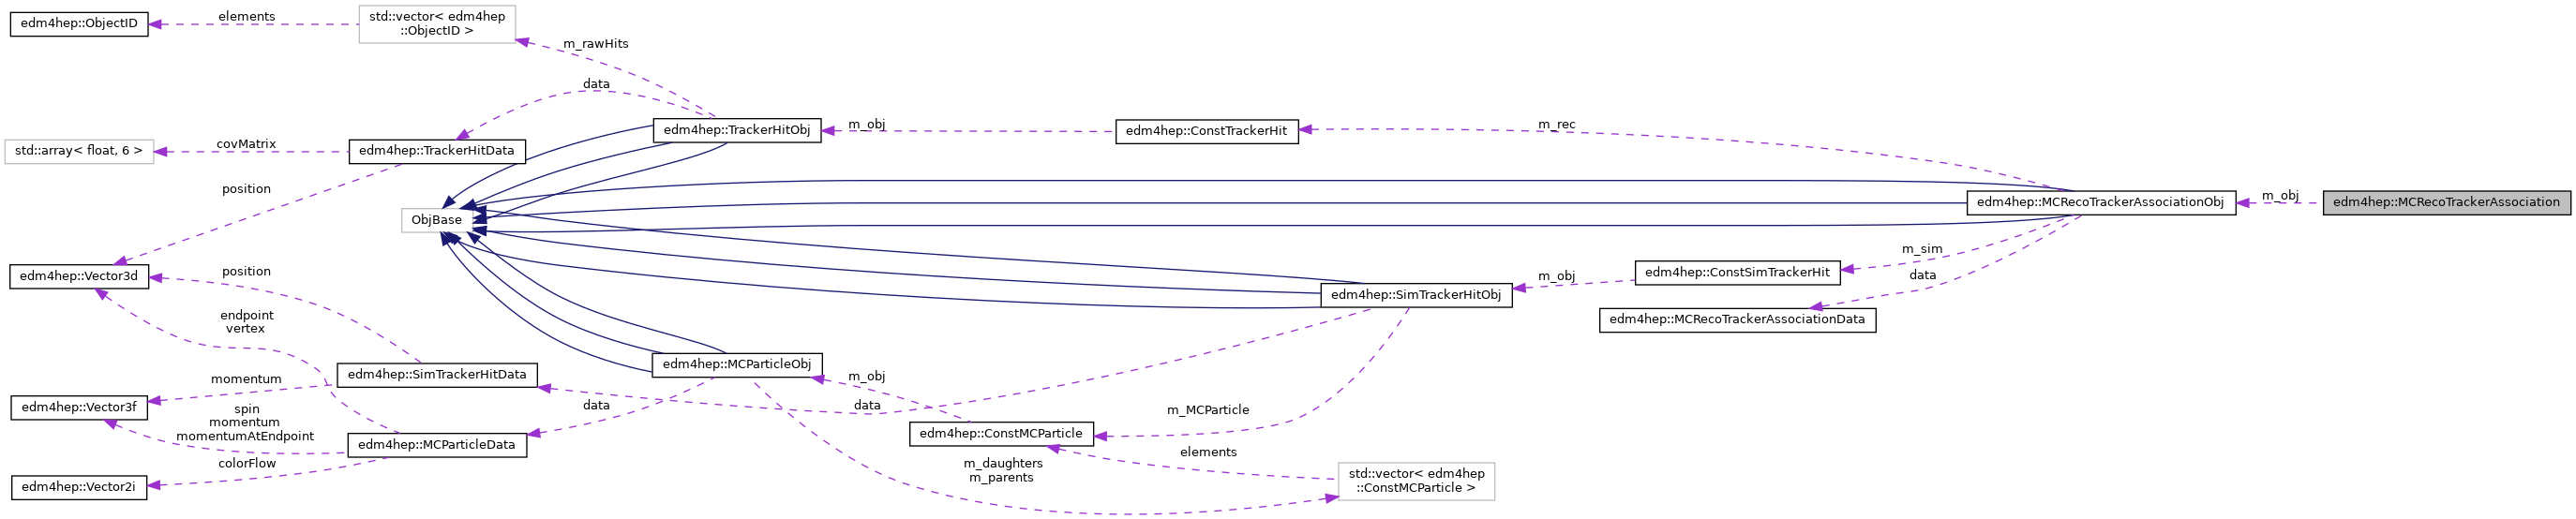 edm4hep::ObjectID
elements
std::vector< edm4hep
::ObjectID >
m_rawHits
data
edm4hep::TrackerHitObj
m_obj
edm4hep::ConstTrackerHit
m_rec
std::array< float, 6 >
covMatrix
edm4hep::TrackerHitData
position
ObjBase
edm4hep::MCRecoTrackerAssociationObj
m_obj
edm4hep::MCRecoTrackerAssociation
edm4hep::Vector3d
position
m_sim
edm4hep::ConstSimTrackerHit
m_obj
data
edm4hep::SimTrackerHitObj
edm4hep::MCRecoTrackerAssociationData
endpoint
vertex
edm4hep::MCParticleObj
edm4hep::SimTrackerHitData
momentum
m_obj
edm4hep::Vector3f
spin
momentum
momentumAtEndpoint
data
data
m_MCParticle
edm4hep::MCParticleData
edm4hep::ConstMCParticle
elements
colorFlow
m_daughters
m_parents
std::vector< edm4hep
::ConstMCParticle >
edm4hep::Vector2i